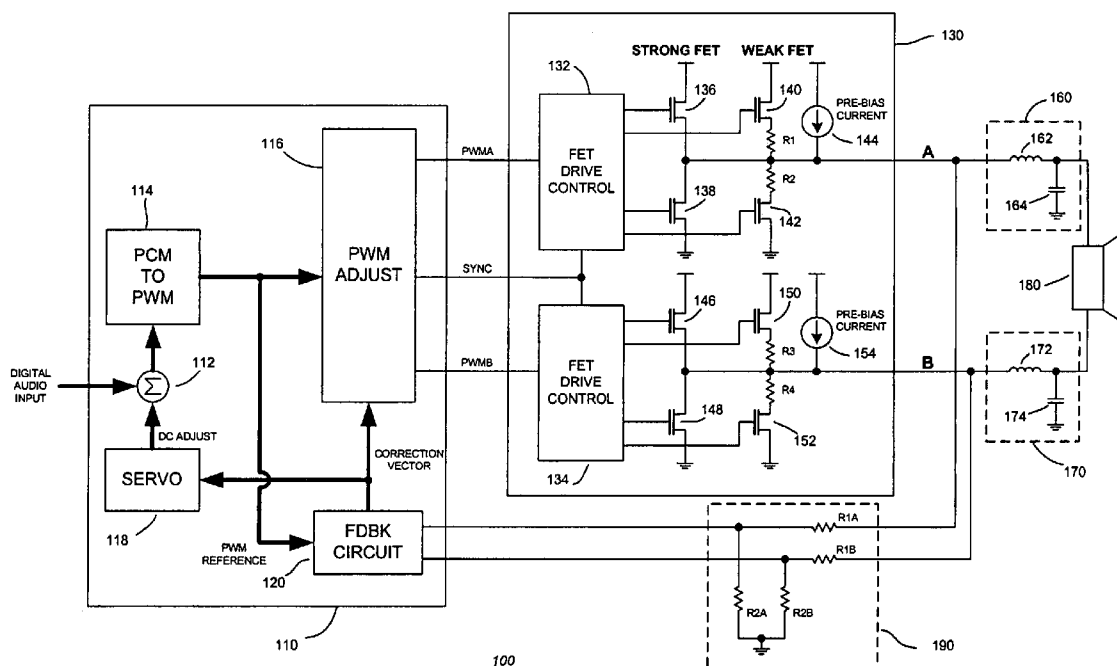 STRONG FET
WEAK FET
130
132
136
140
PRE-BIAS
CURRENT
144
160
162
164
116
PWMA
FET
DRIVE
CONTROL
R1
A
R2
138
142
114
PCM
TO
PWM
PWM
ADJUST
SYNC
180
146
150
PRE-BIAS
CURRENT
154
172
174
170
DIGITAL
AUDIO
INPUT
Σ
112
PWMB
FET
DRIVE
CONTROL
R3
B
R4
148
152
134
DC ADJUST
CORRECTION
VECTOR
SERVO
118
PWM
REFERENCE
FDBK
CIRCUIT
120
R1A
R1B
R2A
R2B
190
110
100